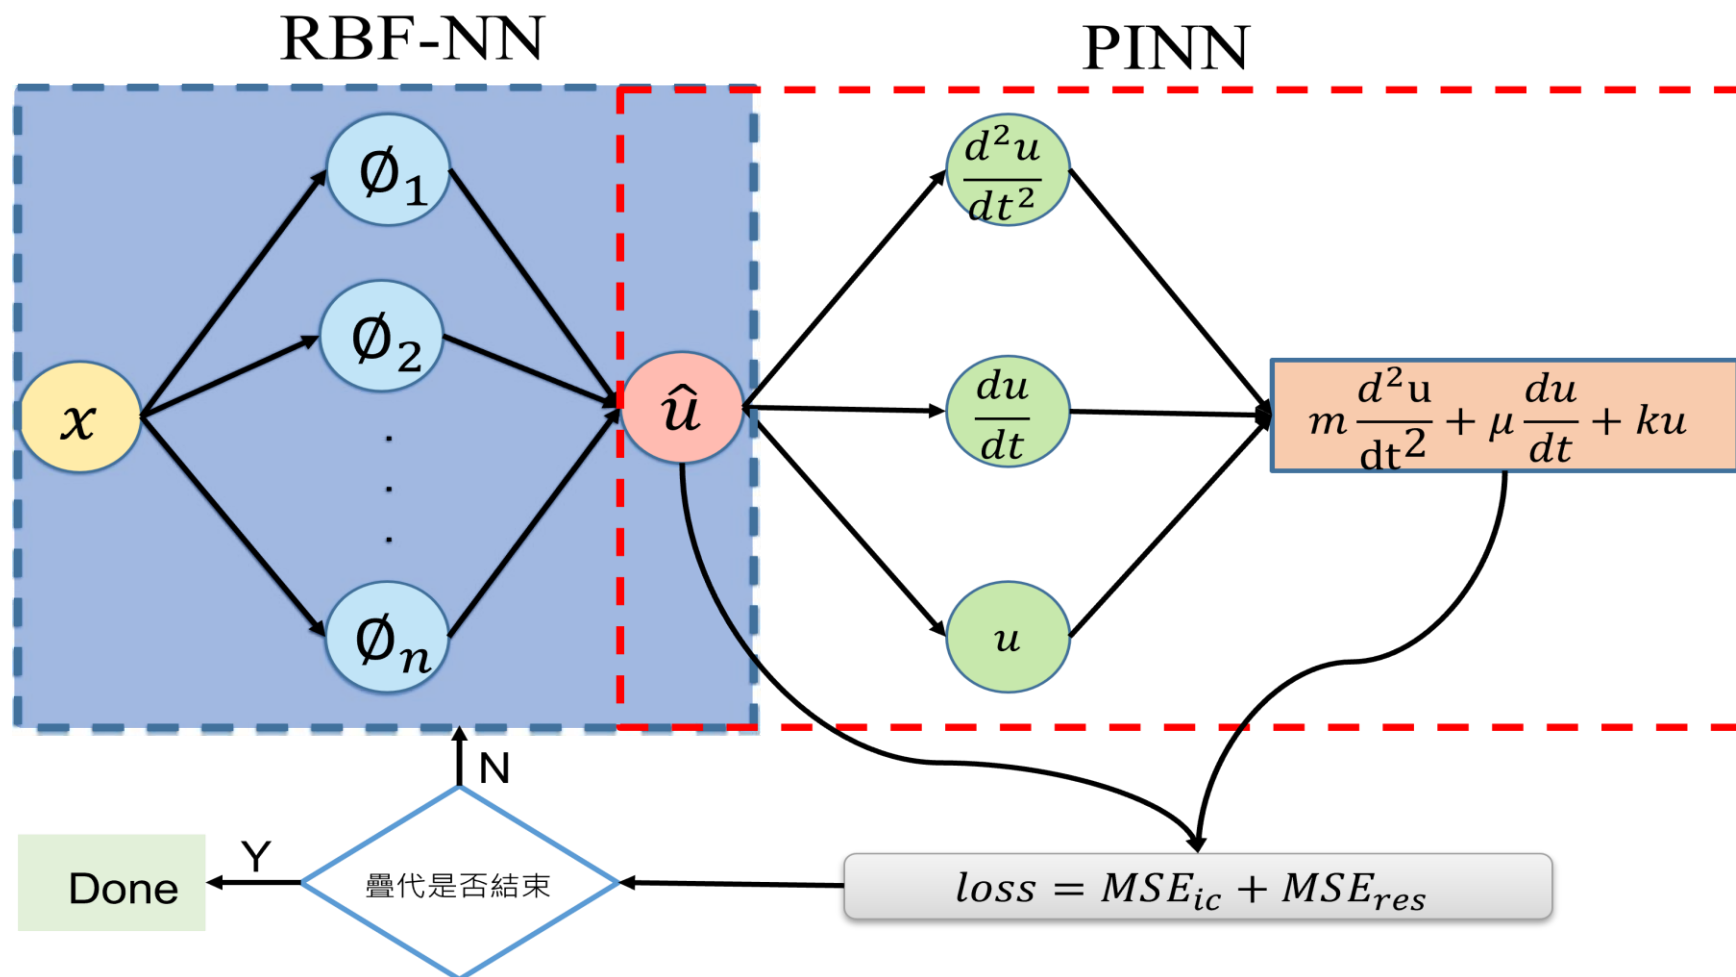 RBF-NN
PINN
x
∅₁
∅₂
.
.
.
∅ₙ
û
d²u
dt²
du
dt
u
m d²u/dt² + μ du/dt + ku
N
Y
Done
疊代是否結束
loss = MSE_ic + MSE_res